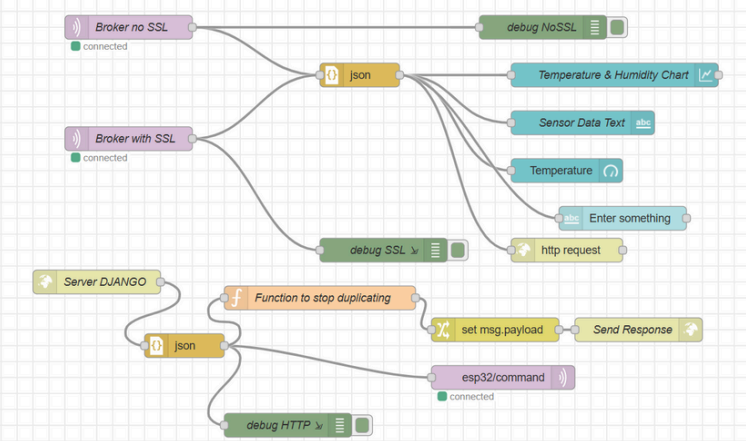 Broker no SSL
connected
debug NoSSL
json
Temperature & Humidity Chart
Sensor Data Text
abc
Broker with SSL
connected
Temperature
abc
Enter something
debug SSL
http request
Server DJANGO
Function to stop duplicating
set msg.payload
Send Response
json
esp32/command
connected
debug HTTP